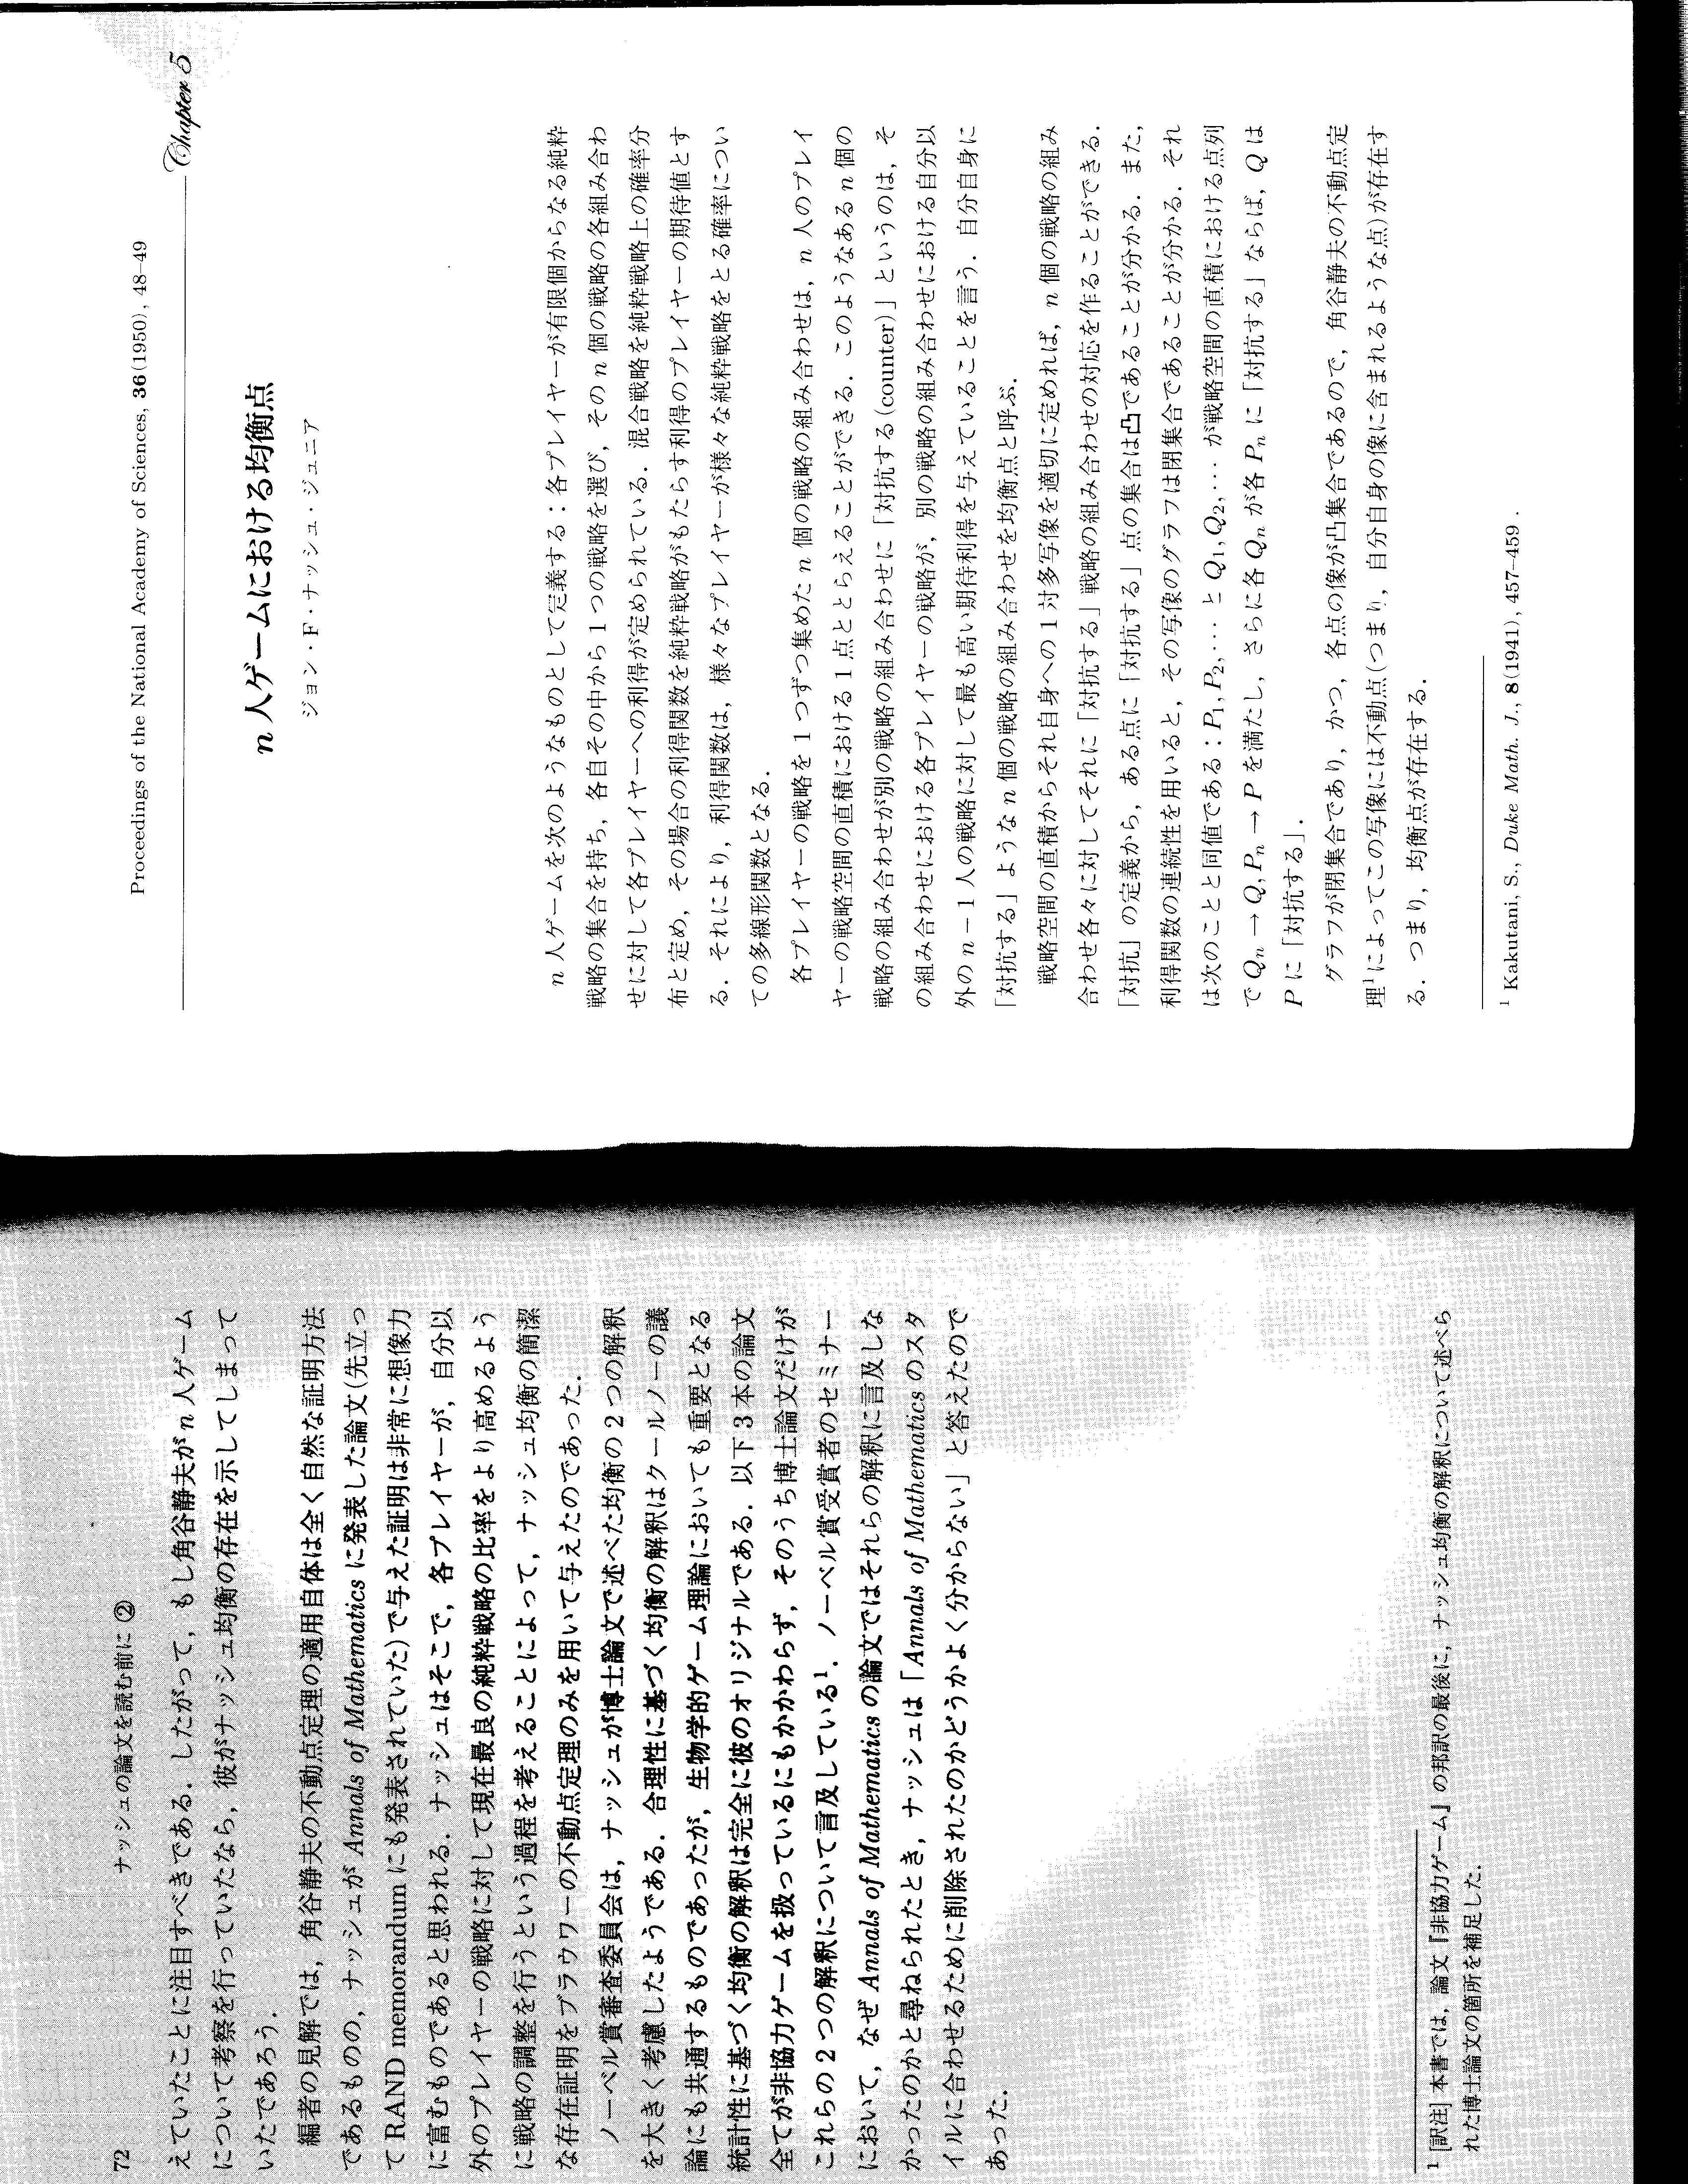 72
ナッシュの論文を読む前に ②
えていたことに注目すべきである．したがって，もし角谷静夫が n 人ゲーム
について考察を行っていたなら，彼がナッシュ均衡の存在を示してしまって
いたであろう．
編者の見解では，角谷静夫の不動点定理の適用自体は全く自然な証明方法
であるものの，ナッシュが Annals of Mathematics に発表した論文(先立っ
て RAND memorandum にも発表されていた)で与えた証明は非常に想像力
に富むものであると思われる．ナッシュはそこで，各プレイヤーが，自分以
外のプレイヤーの戦略に対して現在最良の純粋戦略の比率をより高めるよう
に戦略の調整を行うという過程を考えることによって，ナッシュ均衡の簡潔
な存在証明をブラウワーの不動点定理のみを用いて与えたのであった．
ノーベル賞審査委員会は，ナッシュが博士論文で述べた均衡の2つの解釈
を大きく考慮したようである．合理性に基づく均衡の解釈はクールノーの議
論にも共通するものであったが，生物学的ゲーム理論においても重要となる
統計性に基づく均衡の解釈は完全に彼のオリジナルである．以下3本の論文
全てが非協力ゲームを扱っているにもかかわらず，そのうち博士論文だけが
これらの2つの解釈について言及している¹．ノーベル賞受賞者のセミナー
において，なぜ Annals of Mathematics の論文ではそれらの解釈に言及しな
かったのかと尋ねられたとき，ナッシュは「Annals of Mathematics のスタ
イルに合わせるために削除されたのかどうかよく分からない」と答えたので
あった．
¹ [訳注] 本書では，論文『非協力ゲーム』の邦訳の最後に，ナッシュ均衡の解釈について述べら
れた博士論文の箇所を補足した．
Proceedings of the National Academy of Sciences, 36 (1950), 48–49
Chapter 5
n 人ゲームにおける均衡点
ジョン・F・ナッシュ・ジュニア
n 人ゲームを次のようなものとして定義する：各プレイヤーが有限個からなる純粋
戦略の集合を持ち，各自その中から1つの戦略を選び，その n 個の戦略の各組み合わ
せに対して各プレイヤーへの利得が定められている．混合戦略を純粋戦略上の確率分
布と定め，その場合の利得関数を純粋戦略がもたらす利得のプレイヤーの期待値とす
る．それにより，利得関数は，様々なプレイヤーが様々な純粋戦略をとる確率につい
ての多線形関数となる．
各プレイヤーの戦略を1つずつ集めた n 個の戦略の組み合わせは，n 人のプレイ
ヤーの戦略空間の直積における1点ととらえることができる．このようなある n 個の
戦略の組み合わせが別の戦略の組み合わせに「対抗する(counter)」というのは，そ
の組み合わせにおける各プレイヤーの戦略が，別の戦略の組み合わせにおける自分以
外の n − 1 人の戦略に対して最も高い期待利得を与えていることを言う．自分自身に
「対抗する」ような n 個の戦略の組み合わせを均衡点と呼ぶ．
戦略空間の直積からそれ自身への1対多写像を適切に定めれば，n 個の戦略の組み
合わせ各々に対してそれに「対抗する」戦略の組み合わせの対応を作ることができる．
「対抗」の定義から，ある点に「対抗する」点の集合は凸であることが分かる．また，
利得関数の連続性を用いると，その写像のグラフは閉集合であることが分かる．それ
は次のことと同値である：P₁, P₂, ··· と Q₁, Q₂, ··· が戦略空間の直積における点列
で Qₙ → Q, Pₙ → P を満たし，さらに各 Qₙ が各 Pₙ に「対抗する」ならば，Q は
P に「対抗する」．
グラフが閉集合であり，かつ，各点の像が凸集合であるので，角谷静夫の不動点定
理¹によってこの写像には不動点(つまり，自分自身の像に含まれるような点)が存在す
る．つまり，均衡点が存在する．
¹ Kakutani, S., Duke Math. J., 8 (1941), 457–459．